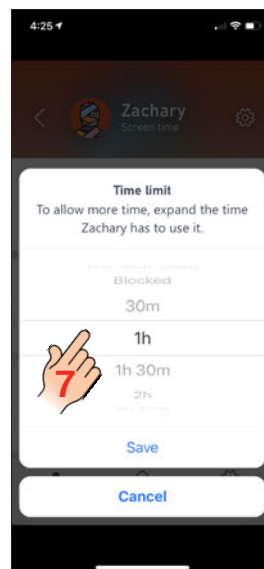 4:25
Zachary
Screen time
Time limit
To allow more time, expand the time
Zachary has to use it.
Blocked
30m
1h
7
1h 30m
2h
Save
Cancel